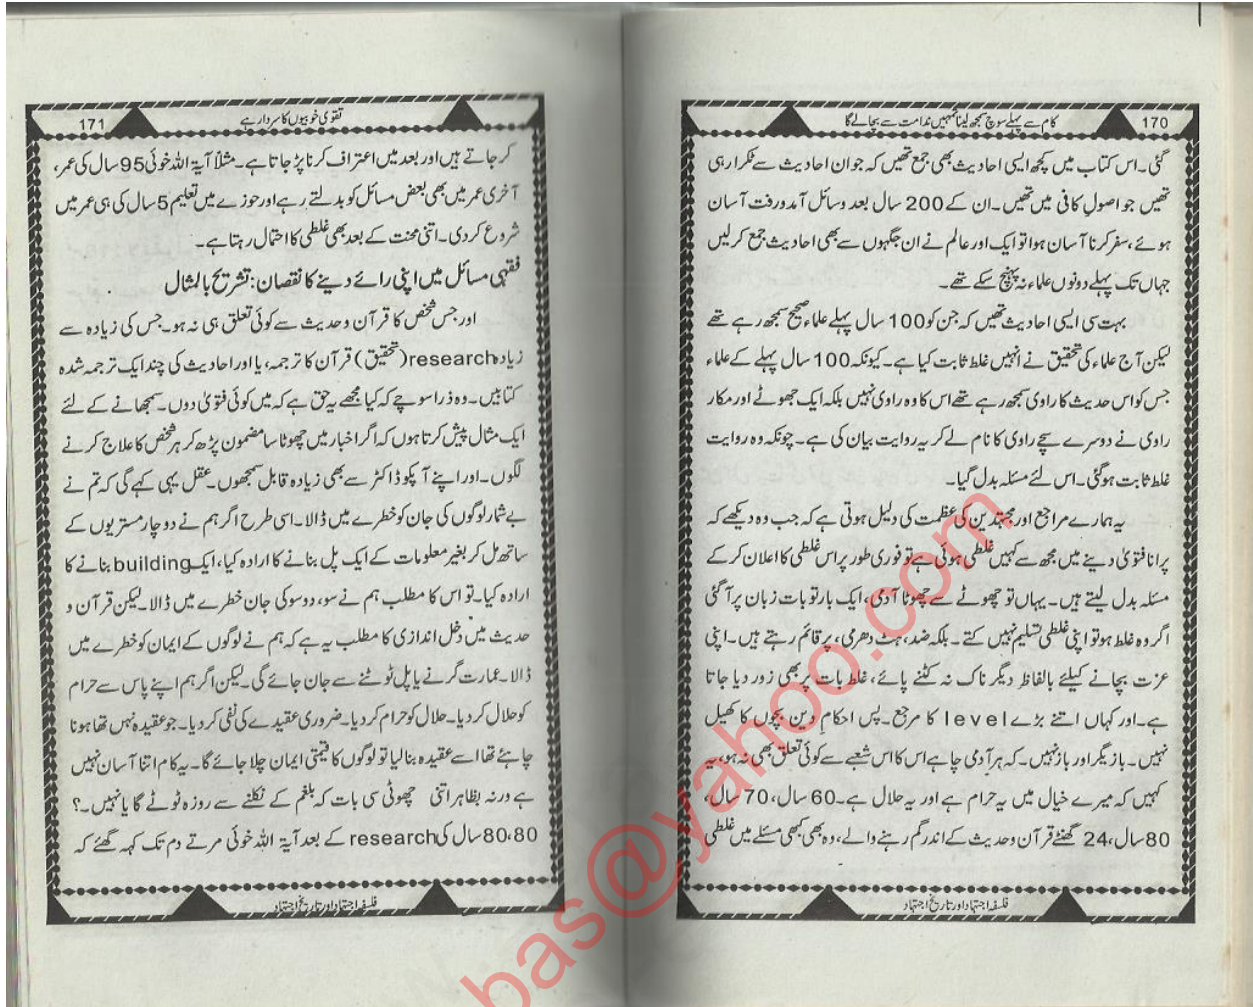 170
کام سے پہلے سوچ سمجھ لینا تمہیں ندامت سے بچالے گا
گئی۔ اس کتاب میں کچھ ایسی احادیث بھی جمع تھیں کہ جو ان احادیث سے ٹکرا رہی
تھیں جو اصولِ کافی میں تھیں۔ ان کے 200 سال بعد وسائل آمدورفت آسان
ہوئے، سفر کرنا آسان ہوا تو ایک اور عالم نے ان جگہوں سے بھی احادیث جمع کر لیں
جہاں تک پہلے دونوں علماء نہ پہنچ سکے تھے۔
بہت سی ایسی احادیث تھیں کہ جن کو 100 سال پہلے علماء صحیح سمجھ رہے تھے
لیکن آج علماء کی تحقیق نے انہیں غلط ثابت کیا ہے۔ کیونکہ 100 سال پہلے کے علماء
جس کو اس حدیث کا راوی سمجھ رہے تھے اس کا وہ راوی نہیں بلکہ ایک جھوٹے اور مکار
راوی نے دوسرے سچے راوی کا نام لے کر یہ روایت بیان کی ہے۔ چونکہ وہ روایت
غلط ثابت ہوگئی۔ اس لئے مسئلہ بدل گیا۔
یہ ہمارے مراجع اور مجتہدین کی عظمت کی دلیل ہوتی ہے کہ جب وہ دیکھے کہ
پرانا فتویٰ دینے میں مجھ سے کہیں غلطی ہوئی ہے تو فوری طور پر اس غلطی کا اعلان کر کے
مسئلہ بدل لیتے ہیں۔ یہاں تو چھوٹے سے چھوٹا آدمی، ایک بار تو بات زبان پر آگئی
اگر وہ غلط ہو تو اپنی غلطی تسلیم نہیں کتے۔ بلکہ ضد، ہٹ دھرمی، پر قائم رہتے ہیں۔ اپنی
عزت بچانے کیلئے بالفاظِ دیگر ناک نہ کٹنے پائے، غلط بات پر بھی زور دیا جاتا
ہے۔ اور کہاں اتنے بڑے level کا مرجع۔ پس احکامِ دین بچوں کا کھیل
نہیں۔ بازیگر اور باز نہیں۔ کہ ہر آدمی چاہے اس کا اس شعبے سے کوئی تعلق بھی نہ ہو، یہ
کہیں کہ میرے خیال میں یہ حرام ہے اور یہ حلال ہے۔ 60 سال، 70 سال،
80 سال، 24 گھنٹے قرآن و حدیث کے اندر گم رہنے والے، وہ بھی کبھی مسئلے میں غلطی
فلسفہ اجتہاد اور تاریخ اجتہاد
171
تقویٰ خوبیوں کا سردار ہے
کر جاتے ہیں اور بعد میں اعتراف کرنا پڑ جاتا ہے۔ مثلاً آیۃ اللہ خوئی 95 سال کی عمر،
آخری عمر میں بھی بعض مسائل کو بدلتے رہے اور حوزے میں تعلیم 5 سال کی ہی عمر میں
شروع کر دی۔ اتنی محنت کے بعد بھی غلطی کا احتمال رہتا ہے۔
فقہی مسائل میں اپنی رائے دینے کا نقصان: تشریح بالمثال
اور جس شخص کا قرآن و حدیث سے کوئی تعلق ہی نہ ہو۔ جس کی زیادہ سے
زیادہ research (تحقیق) قرآن کا ترجمہ، یا اور احادیث کی چند ایک ترجمہ شدہ
کتابیں۔ وہ ذرا سوچے کہ کیا مجھے یہ حق ہے کہ میں کوئی فتویٰ دوں۔ سمجھانے کے لئے
ایک مثال پیش کرتا ہوں کہ اگر اخبار میں چھوٹا سا مضمون پڑھ کر ہر شخص کا علاج کرنے
لگوں۔ اور اپنے آپکو ڈاکٹر سے بھی زیادہ قابل سمجھوں۔ عقل یہی کہے گی کہ تم نے
بے شمار لوگوں کی جان کو خطرے میں ڈالا۔ اسی طرح اگر ہم نے دو چار مستریوں کے
ساتھ مل کر بغیر معلومات کے ایک پل بنانے کا ارادہ کیا، ایک building بنانے کا
ارادہ کیا۔ تو اس کا مطلب ہم نے سو، دوسو کی جان خطرے میں ڈالا لیکن قرآن و
حدیث میں دخل اندازی کا مطلب یہ ہے کہ ہم نے لوگوں کے ایمان کو خطرے میں
ڈالا۔ عمارت گرنے یا پل ٹوٹنے سے جان جائے گی۔ لیکن اگر ہم اپنے پاس سے حرام
کو حلال کر دیا۔ حلال کو حرام کر دیا۔ ضروری عقیدے کی نفی کر دیا۔ جو عقیدہ نہیں تھا ہونا
چاہئے تھا اسے عقیدہ بنالیا تو لوگوں کا قیمتی ایمان چلا جائے گا۔ یہ کام اتنا آسان نہیں
ہے ورنہ بظاہر اتنی چھوٹی سی بات کہ بلغم کے نکلنے سے روزہ ٹوٹے گا یا نہیں۔؟
80،80 سال کی research کے بعد آیۃ اللہ خوئی مرتے دم تک کہہ گھئے کہ
فلسفہ اجتہاد اور تاریخ اجتہاد
bas@yahoo.com